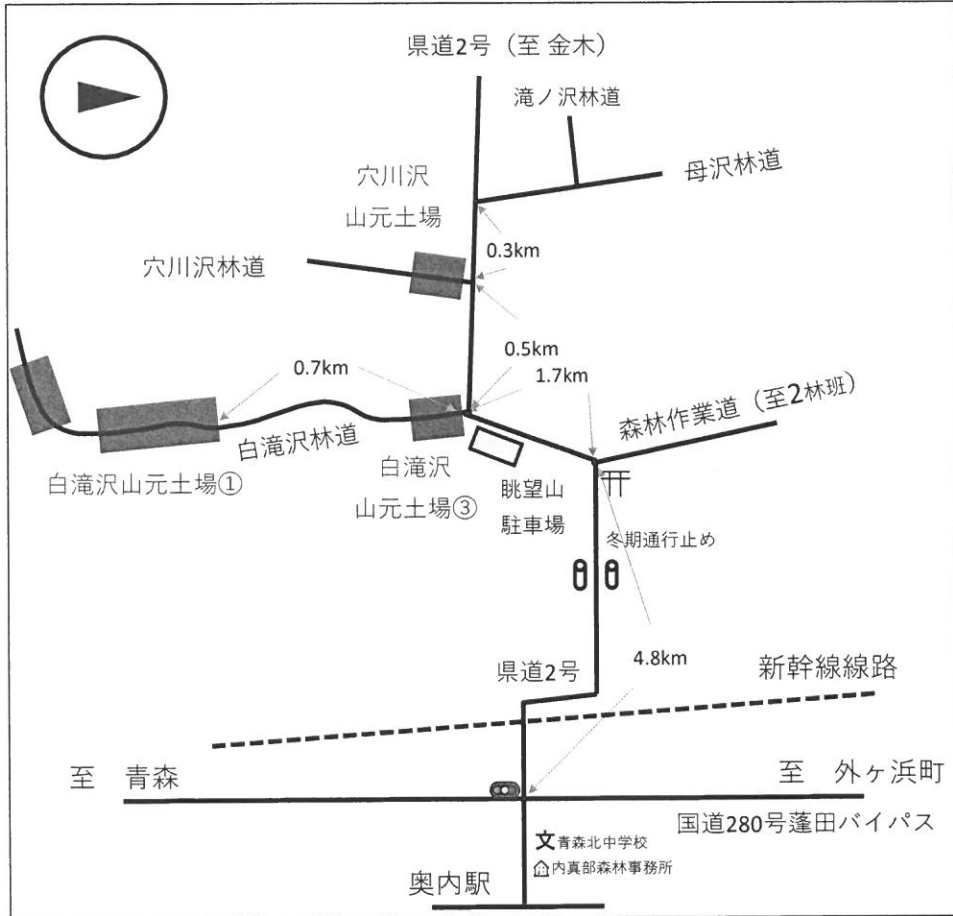 県道2号（至 金木）
滝ノ沢林道
母沢林道
穴川沢
山元土場
0.3km
穴川沢林道
0.5km
0.7km
1.7km
森林作業道（至2林班）
白滝沢林道
白滝沢山元土場①
白滝沢
山元土場③
眺望山
駐車場
冬期通行止め
4.8km
県道2号
新幹線線路
至　青森
至　外ヶ浜町
国道280号蓬田バイパス
文青森北中学校
内真部森林事務所
奥内駅